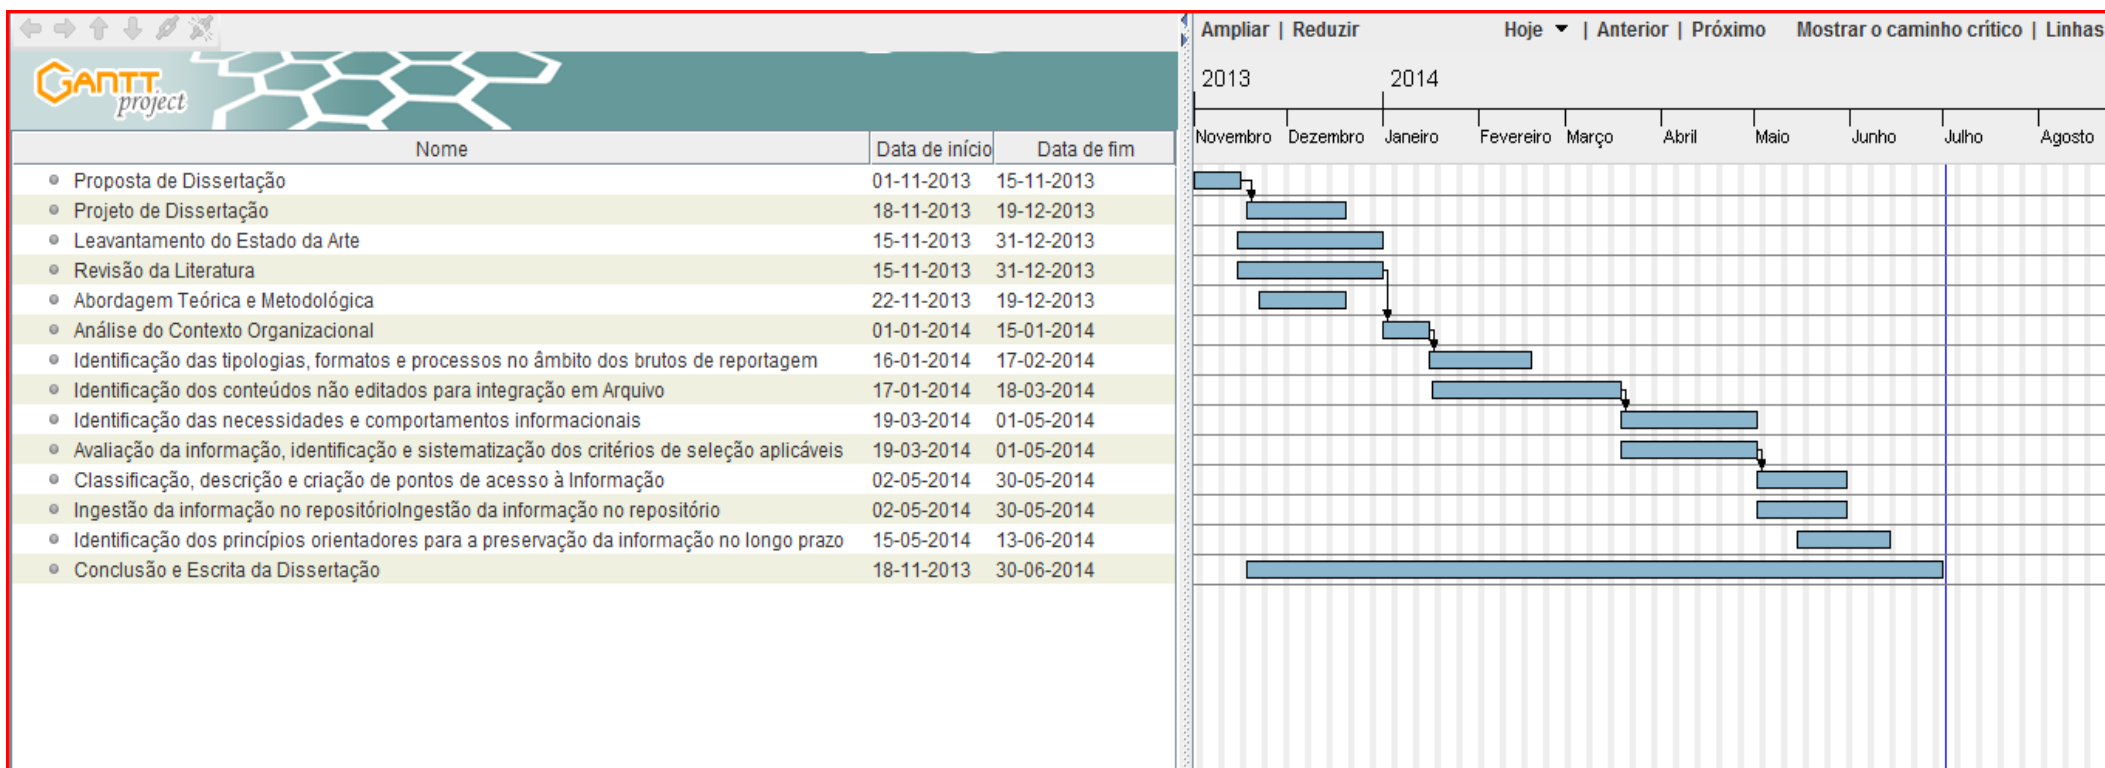 Ampliar | Reduzir Hoje | Anterior | Próximo Mostrar o caminho crítico | Linhas
GANTT
project
2013 2014
Novembro Dezembro Janeiro Fevereiro Março Abril Maio Junho Julho Agosto
Nome Data de início Data de fim
Proposta de Dissertação 01-11-2013 15-11-2013
Projeto de Dissertação 18-11-2013 19-12-2013
Leavantamento do Estado da Arte 15-11-2013 31-12-2013
Revisão da Literatura 15-11-2013 31-12-2013
Abordagem Teórica e Metodológica 22-11-2013 19-12-2013
Análise do Contexto Organizacional 01-01-2014 15-01-2014
Identificação das tipologias, formatos e processos no âmbito dos brutos de reportagem 16-01-2014 17-02-2014
Identificação dos conteúdos não editados para integração em Arquivo 17-01-2014 18-03-2014
Identificação das necessidades e comportamentos informacionais 19-03-2014 01-05-2014
Avaliação da informação, identificação e sistematização dos critérios de seleção aplicáveis 19-03-2014 01-05-2014
Classificação, descrição e criação de pontos de acesso à Informação 02-05-2014 30-05-2014
Ingestão da informação no repositórioIngestão da informação no repositório 02-05-2014 30-05-2014
Identificação dos princípios orientadores para a preservação da informação no longo prazo 15-05-2014 13-06-2014
Conclusão e Escrita da Dissertação 18-11-2013 30-06-2014